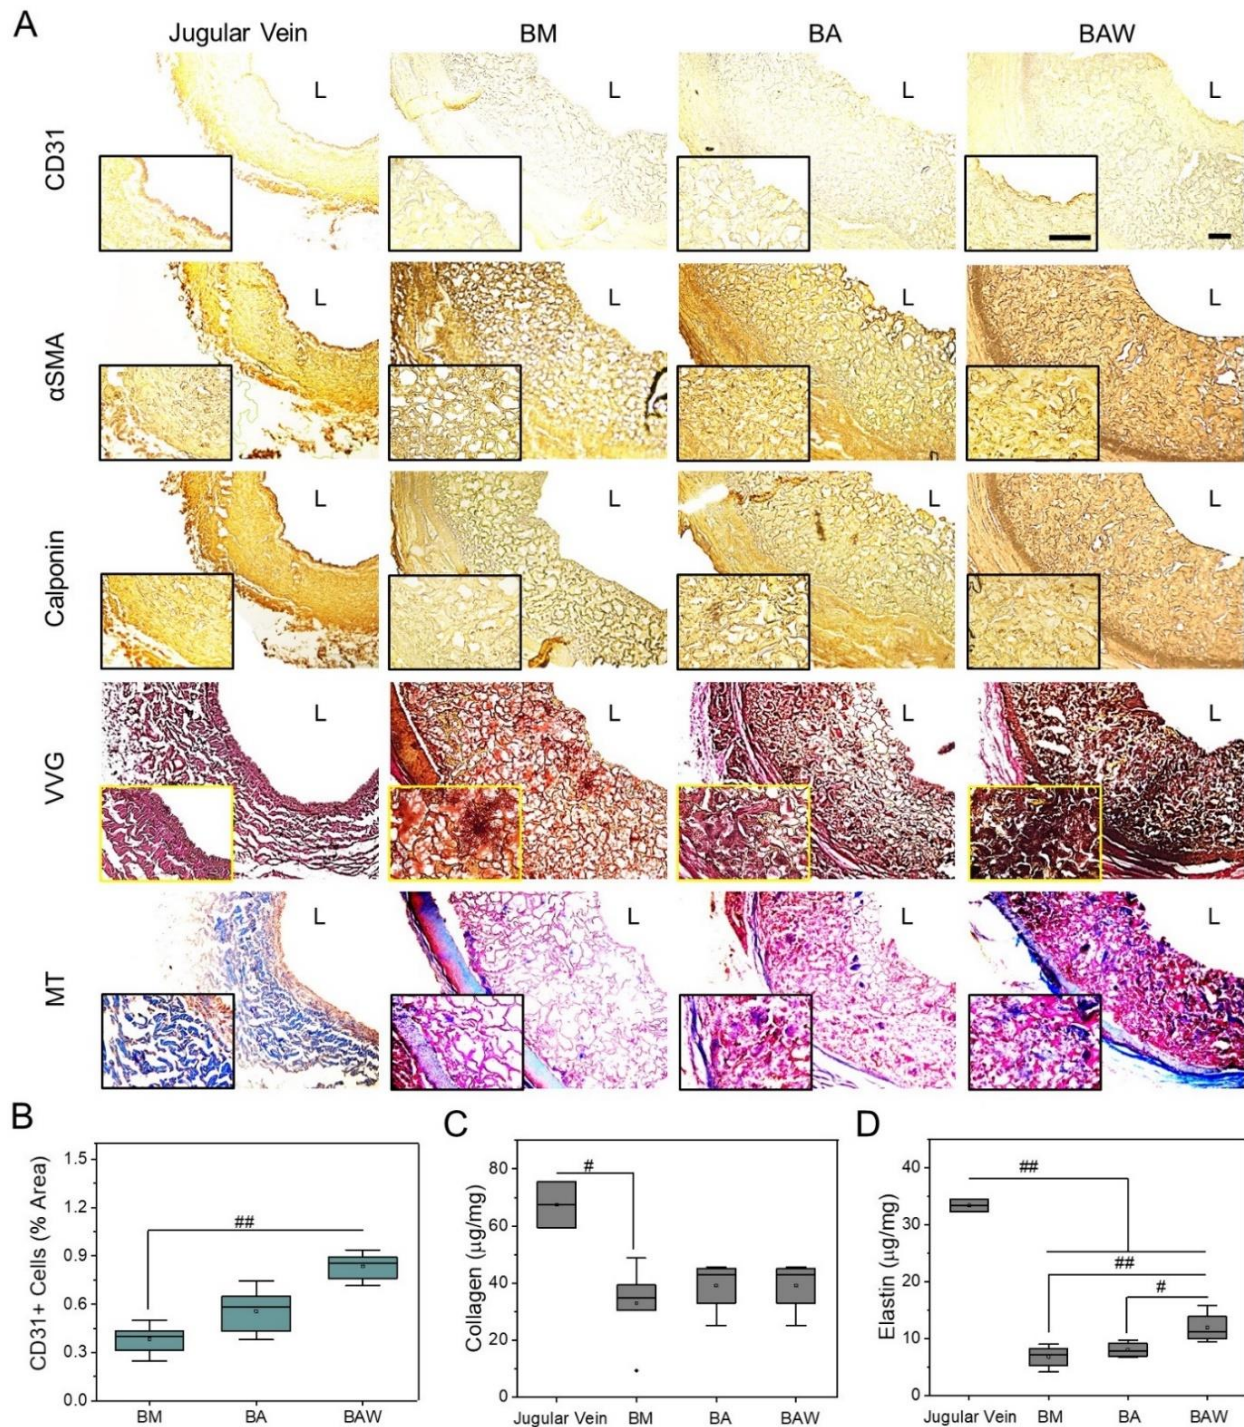 A
Jugular Vein BM BA BAW
CD31 L L L L
αSMA L L L L
Calponin L L L L
VVG L L L L
MT L L L L
B
CD31+ Cells (% Area)
1.5
1.2
0.9
0.6
0.3
0.0
##
BM BA BAW
C
Collagen (μg/mg)
80
60
40
20
0
#
Jugular Vein BM BA BAW
D
Elastin (μg/mg)
40
30
20
10
0
##
##
#
Jugular Vein BM BA BAW